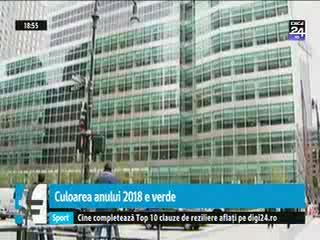 18:55
DIGI 24
HD
Culoarea anului 2018 e verde
Sport
Cine completează Top 10 clauze de reziliere aflați pe digi24.ro